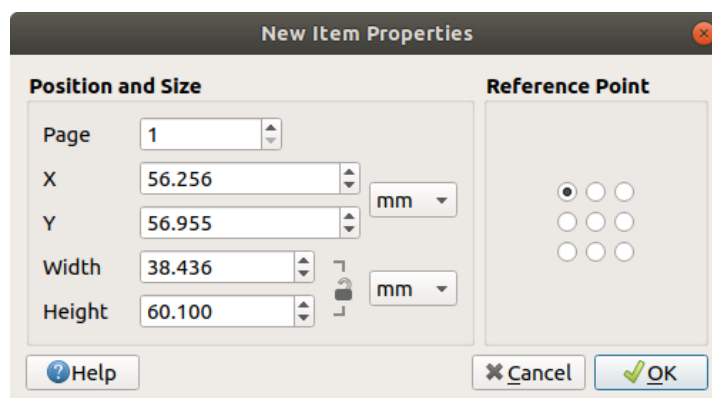 New Item Properties
Position and Size
Reference Point
Page 1
X 56.256
mm
Y 56.955
Width 38.436
mm
Height 60.100
Help
Cancel
OK